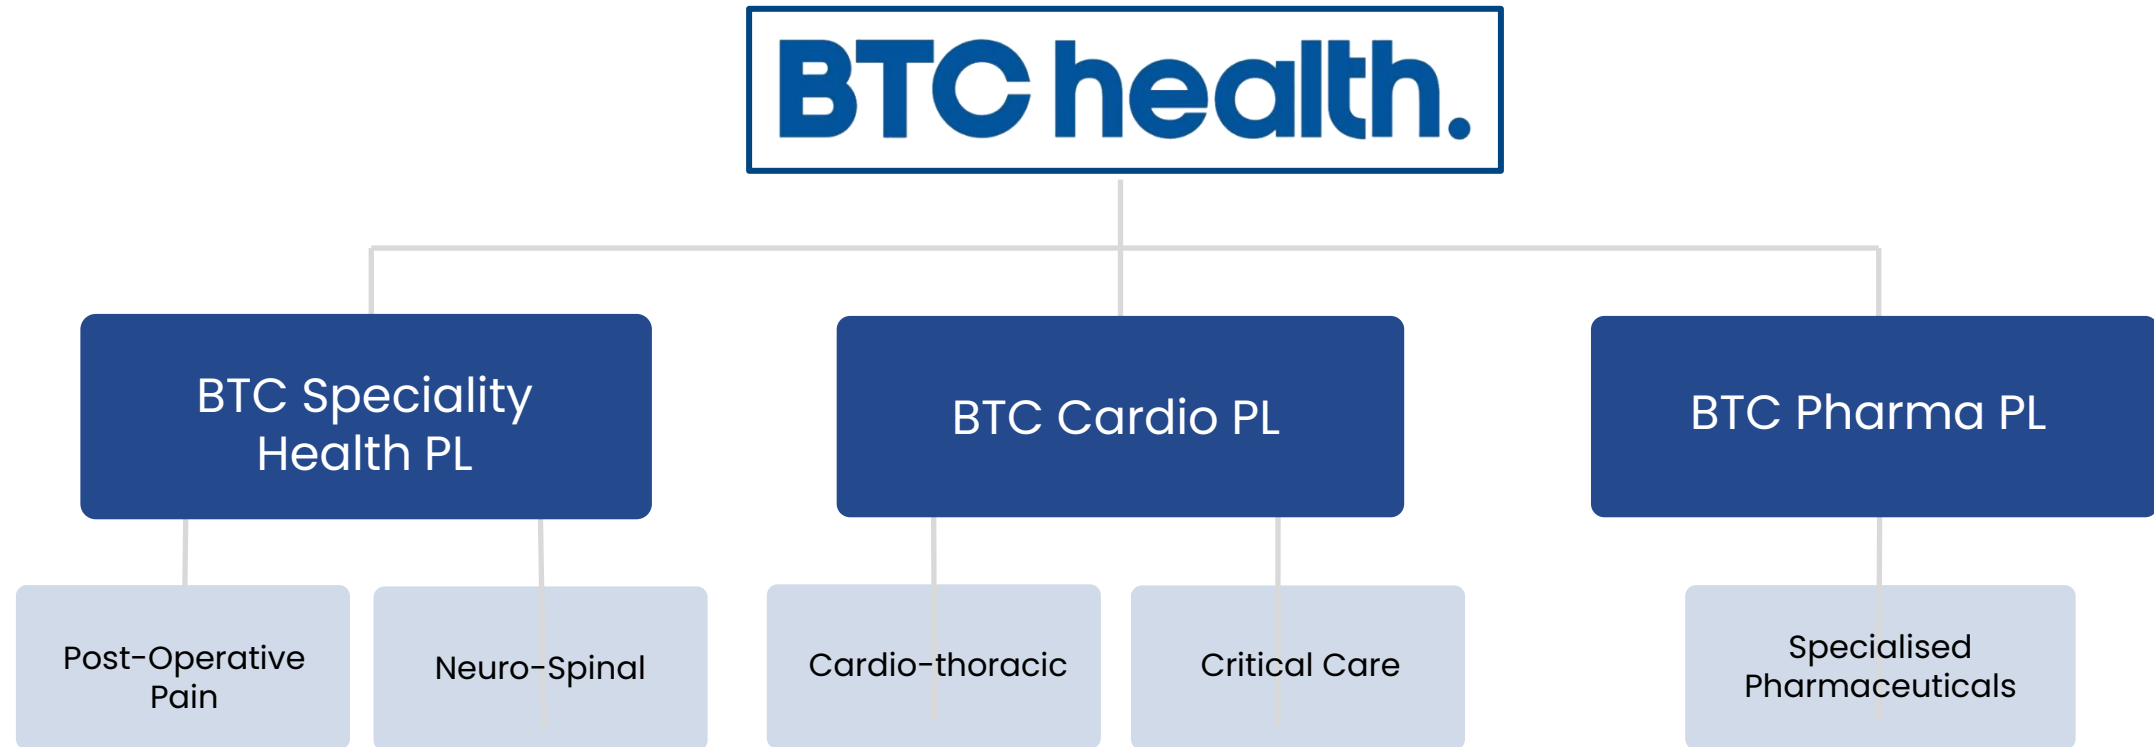 BTC health.
BTC Speciality
Health PL
BTC Cardio PL
BTC Pharma PL
Post-Operative
Pain
Neuro-Spinal
Cardio-thoracic
Critical Care
Specialised
Pharmaceuticals